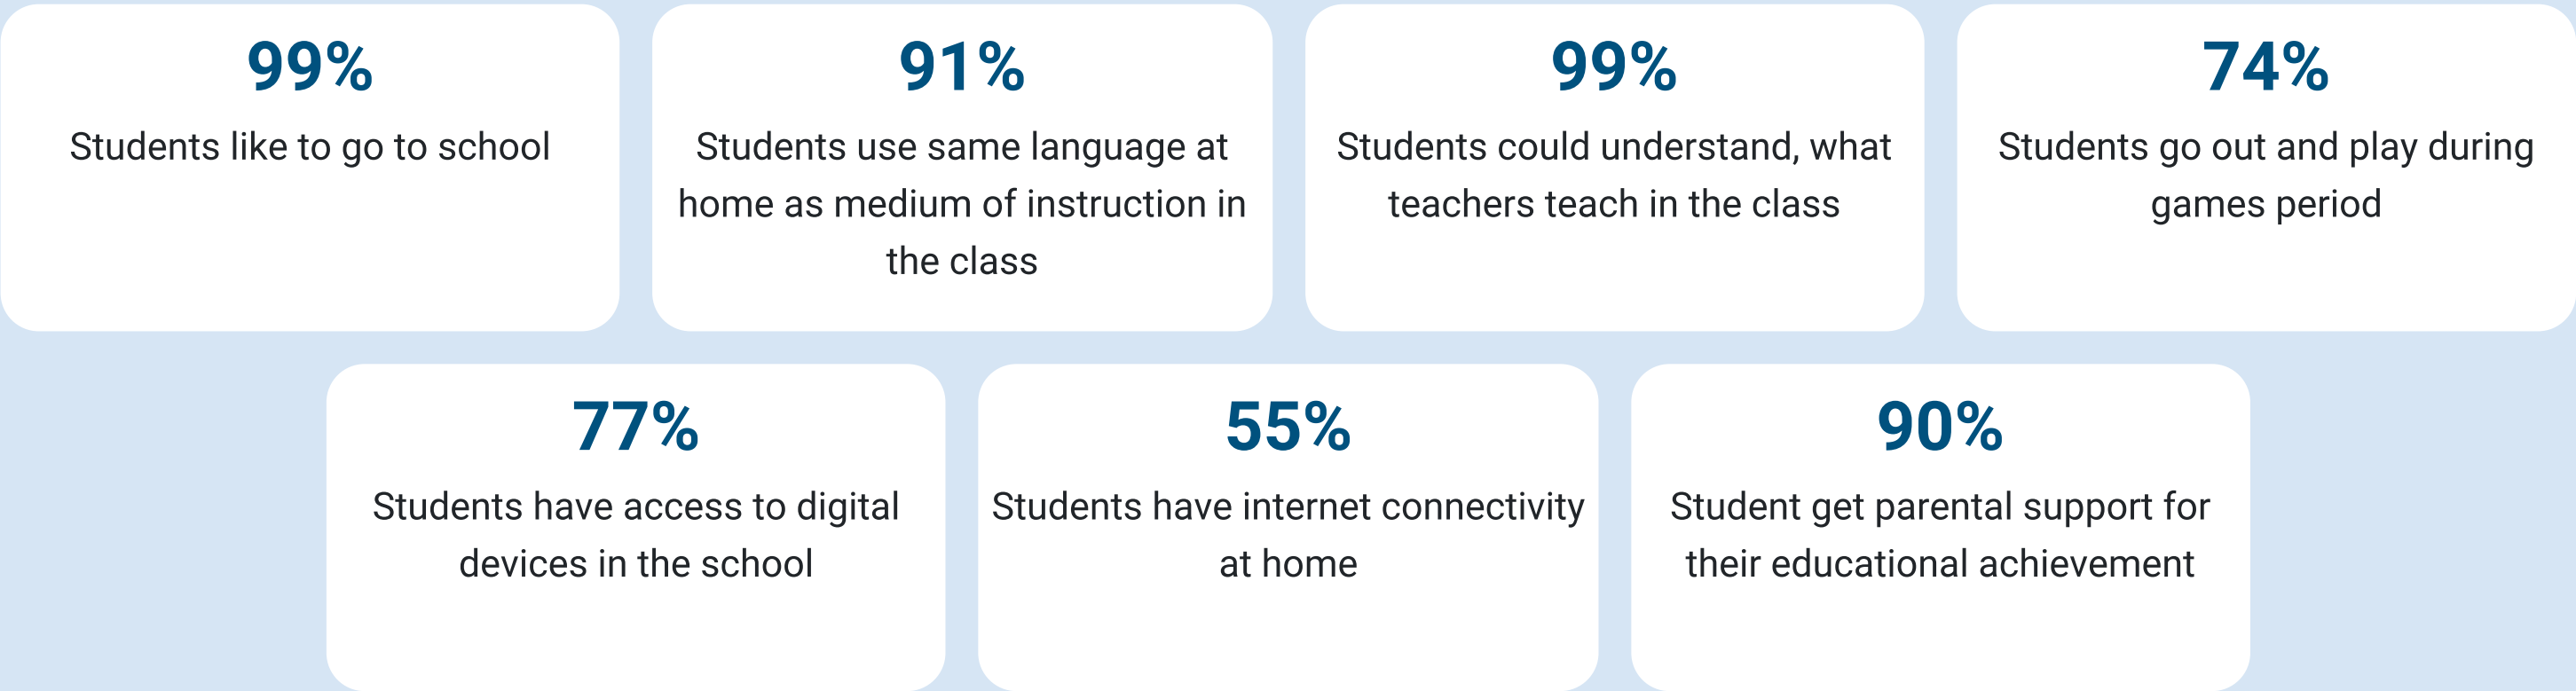 99%
Students like to go to school
91%
Students use same language at
home as medium of instruction in
the class
99%
Students could understand, what
teachers teach in the class
74%
Students go out and play during
games period
77%
Students have access to digital
devices in the school
55%
Students have internet connectivity
at home
90%
Student get parental support for
their educational achievement